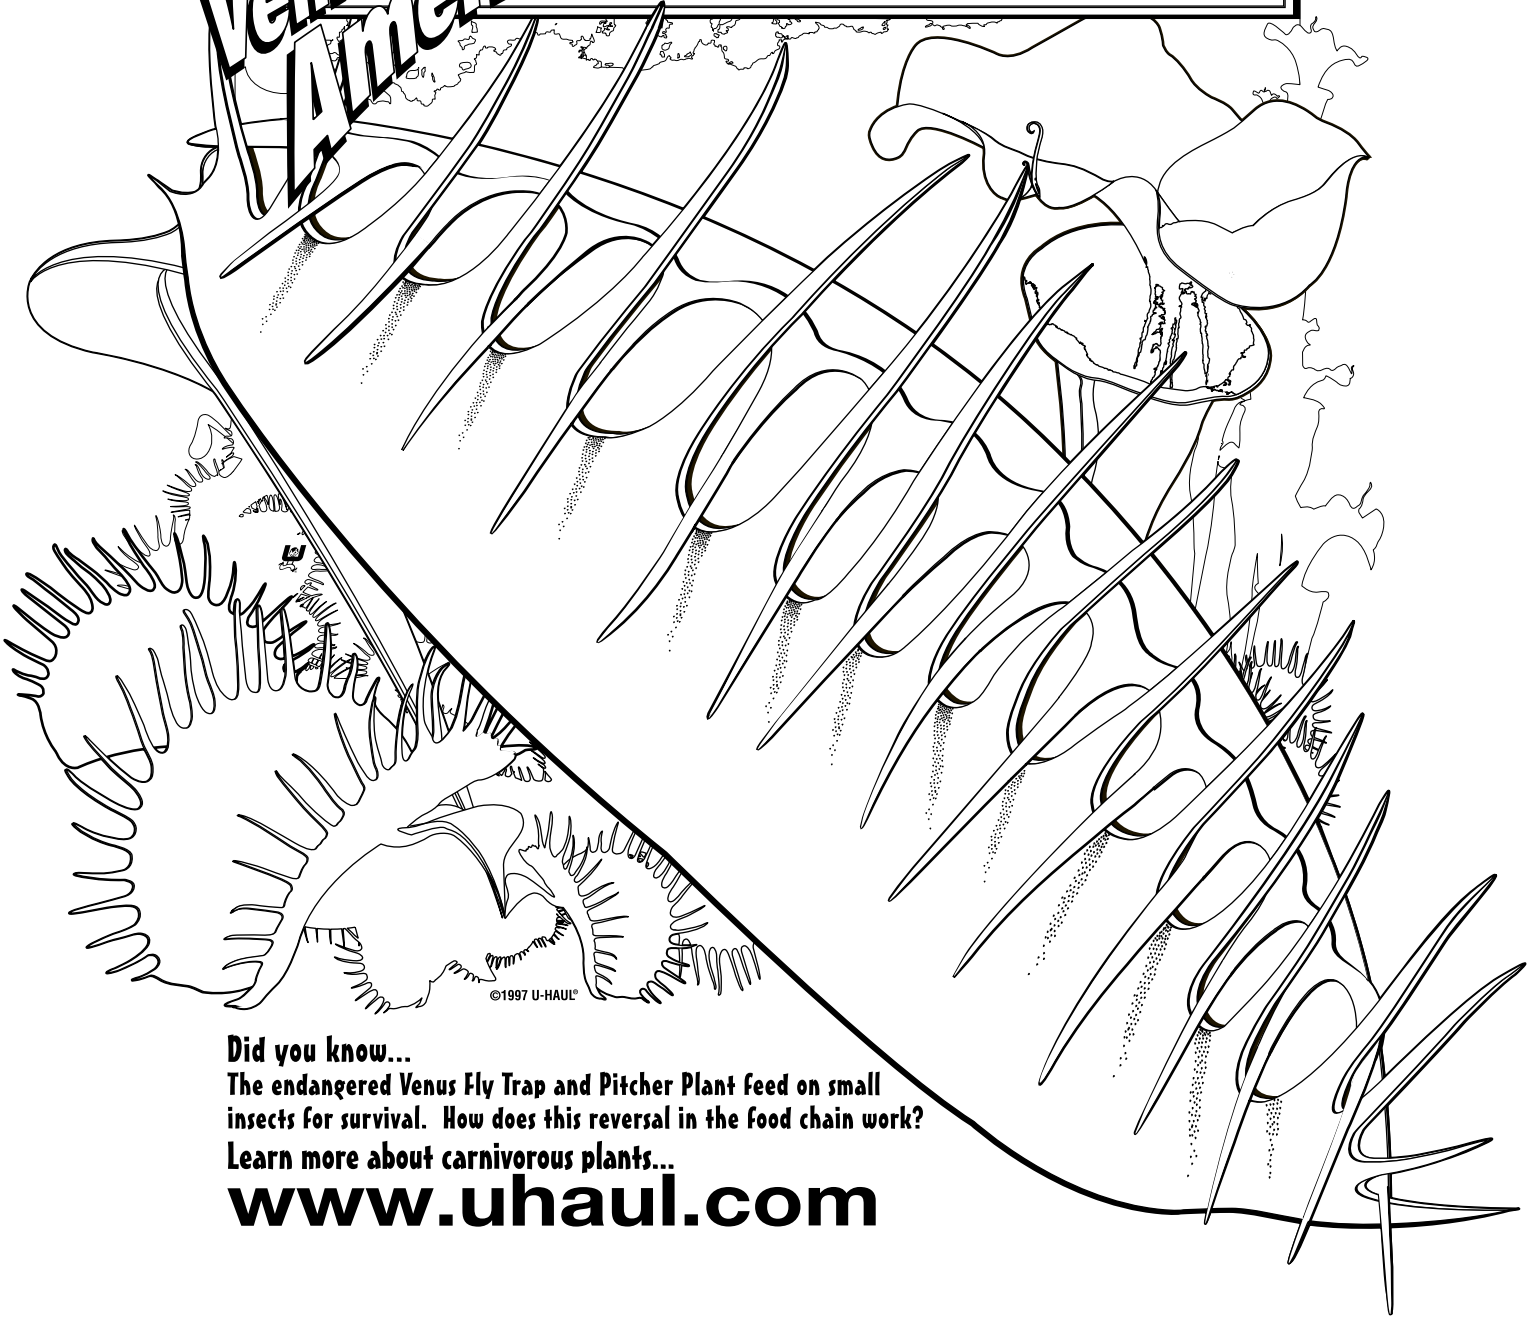 ©1997 U-HAUL®
Did you know...
The endangered Venus Fly Trap and Pitcher Plant feed on small
insects for survival.  How does this reversal in the food chain work?
Learn more about carnivorous plants...
www.uhaul.com